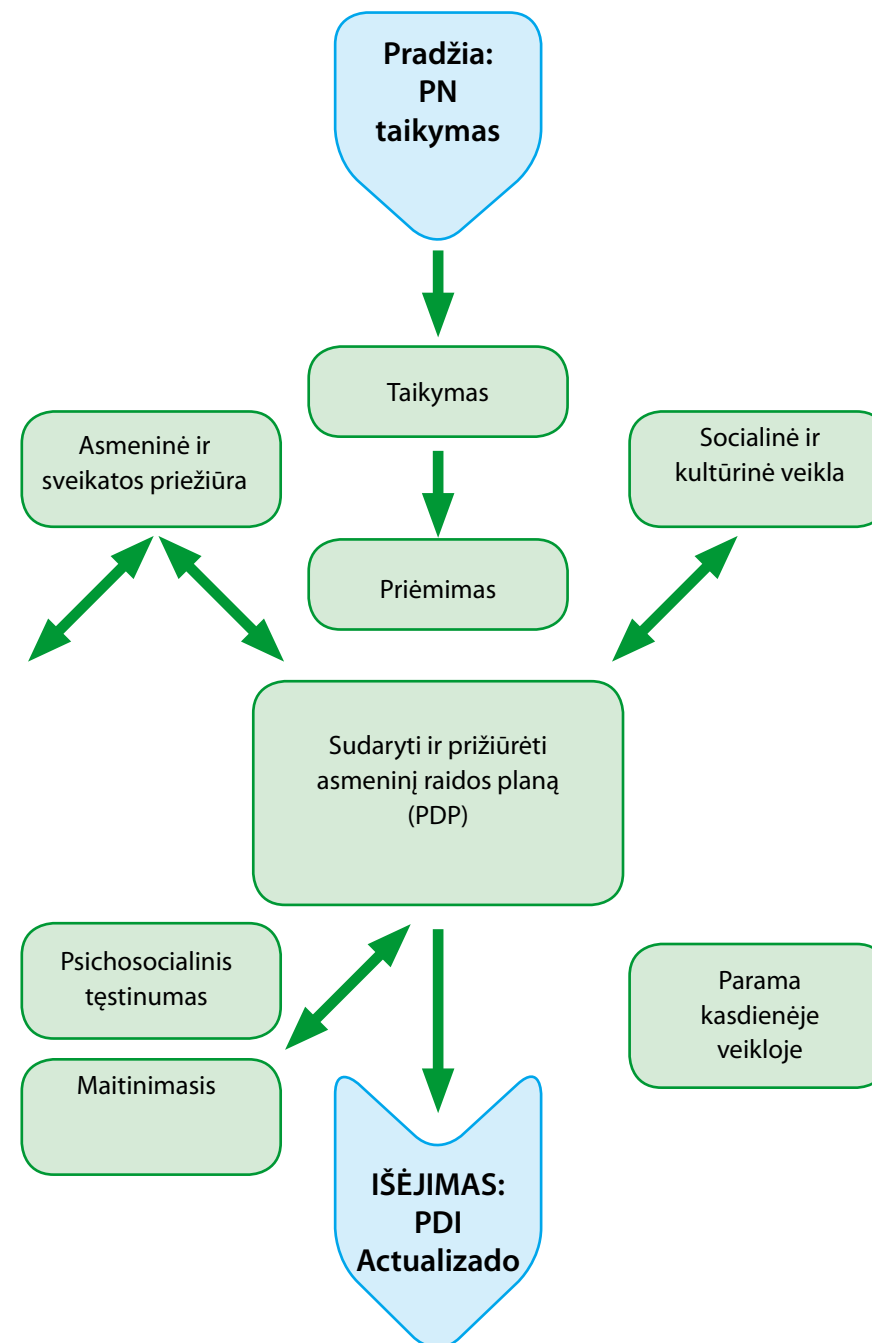 Pradžia:
PN
taikymas
Taikymas
Asmeninė ir
sveikatos priežiūra
Socialinė ir
kultūrinė veikla
Priėmimas
Sudaryti ir prižiūrėti
asmeninį raidos planą
(PDP)
Psichosocialinis
tęstinumas
Parama
kasdienėje
veikloje
Maitinimasis
IŠĖJIMAS:
PDI
Actualizado